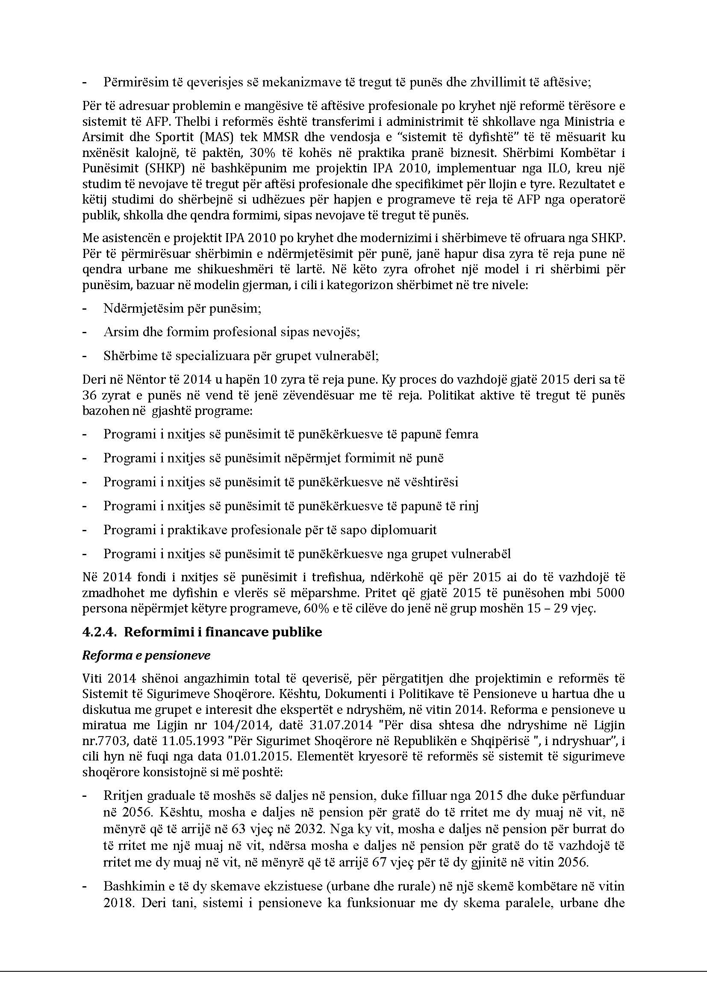 - Përmirësim të qeverisjes së mekanizmave të tregut të punës dhe zhvillimit të aftësive;
Për të adresuar problemin e mangësive të aftësive profesionale po kryhet një reformë tërësore e
sistemit të AFP. Thelbi i reformës është transferimi i administrimit të shkollave nga Ministria e
Arsimit dhe Sportit (MAS) tek MMSR dhe vendosja e “sistemit të dyfishtë” të të mësuarit ku
nxënësit kalojnë, të paktën, 30% të kohës në praktika pranë biznesit. Shërbimi Kombëtar i
Punësimit (SHKP) në bashkëpunim me projektin IPA 2010, implementuar nga ILO, kreu një
studim të nevojave të tregut për aftësi profesionale dhe specifikimet për llojin e tyre. Rezultatet e
këtij studimi do shërbejnë si udhëzues për hapjen e programeve të reja të AFP nga operatorë
publik, shkolla dhe qendra formimi, sipas nevojave të tregut të punës.
Me asistencën e projektit IPA 2010 po kryhet dhe modernizimi i shërbimeve të ofruara nga SHKP.
Për të përmirësuar shërbimin e ndërmjetësimit për punë, janë hapur disa zyra të reja pune në
qendra urbane me shikueshmëri të lartë. Në këto zyra ofrohet një model i ri shërbimi për
punësim, bazuar në modelin gjerman, i cili i kategorizon shërbimet në tre nivele:
- Ndërmjetësim për punësim;
- Arsim dhe formim profesional sipas nevojës;
- Shërbime të specializuara për grupet vulnerabël;
Deri në Nëntor të 2014 u hapën 10 zyra të reja pune. Ky proces do vazhdojë gjatë 2015 deri sa të
36 zyrat e punës në vend të jenë zëvendësuar me të reja. Politikat aktive të tregut të punës
bazohen në  gjashtë programe:
- Programi i nxitjes së punësimit të punëkërkuesve të papunë femra
- Programi i nxitjes së punësimit nëpërmjet formimit në punë
- Programi i nxitjes së punësimit të punëkërkuesve në vështirësi
- Programi i nxitjes së punësimit të punëkërkuesve të papunë të rinj
- Programi i praktikave profesionale për të sapo diplomuarit
- Programi i nxitjes së punësimit të punëkërkuesve nga grupet vulnerabël
Në 2014 fondi i nxitjes së punësimit i trefishua, ndërkohë që për 2015 ai do të vazhdojë të
zmadhohet me dyfishin e vlerës së mëparshme. Pritet që gjatë 2015 të punësohen mbi 5000
persona nëpërmjet këtyre programeve, 60% e të cilëve do jenë në grup moshën 15 – 29 vjeç.
4.2.4. Reformimi i financave publike
Reforma e pensioneve
Viti 2014 shënoi angazhimin total të qeverisë, për përgatitjen dhe projektimin e reformës të
Sistemit të Sigurimeve Shoqërore. Kështu, Dokumenti i Politikave të Pensioneve u hartua dhe u
diskutua me grupet e interesit dhe ekspertët e ndryshëm, në vitin 2014. Reforma e pensioneve u
miratua me Ligjin nr 104/2014, datë 31.07.2014 "Për disa shtesa dhe ndryshime në Ligjin
nr.7703, datë 11.05.1993 "Për Sigurimet Shoqërore në Republikën e Shqipërisë ", i ndryshuar”, i
cili hyn në fuqi nga data 01.01.2015. Elementët kryesorë të reformës së sistemit të sigurimeve
shoqërore konsistojnë si më poshtë:
- Rritjen graduale të moshës së daljes në pension, duke filluar nga 2015 dhe duke përfunduar
në 2056. Kështu, mosha e daljes në pension për gratë do të rritet me dy muaj në vit, në
mënyrë që të arrijë në 63 vjeç në 2032. Nga ky vit, mosha e daljes në pension për burrat do
të rritet me një muaj në vit, ndërsa mosha e daljes në pension për gratë do të vazhdojë të
rritet me dy muaj në vit, në mënyrë që të arrijë 67 vjeç për të dy gjinitë në vitin 2056.
- Bashkimin e të dy skemave ekzistuese (urbane dhe rurale) në një skemë kombëtare në vitin
2018. Deri tani, sistemi i pensioneve ka funksionuar me dy skema paralele, urbane dhe